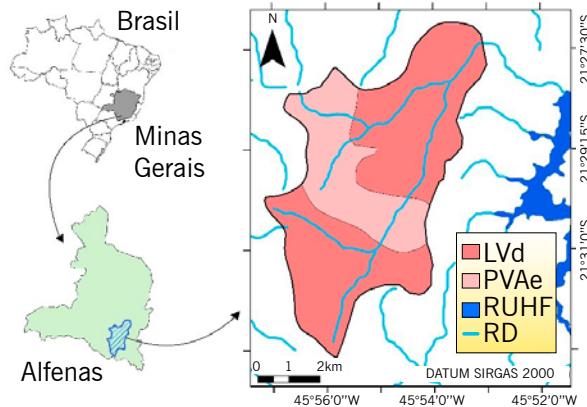 Brasil
Minas
Gerais
Alfenas
N
21°27'30"S
21°29'15"S
21°31'0"S
LVd
PVAe
RUHF
RD
0 1 2km
DATUM SIRGAS 2000
45°56'0"W 45°54'0"W 45°52'0"W